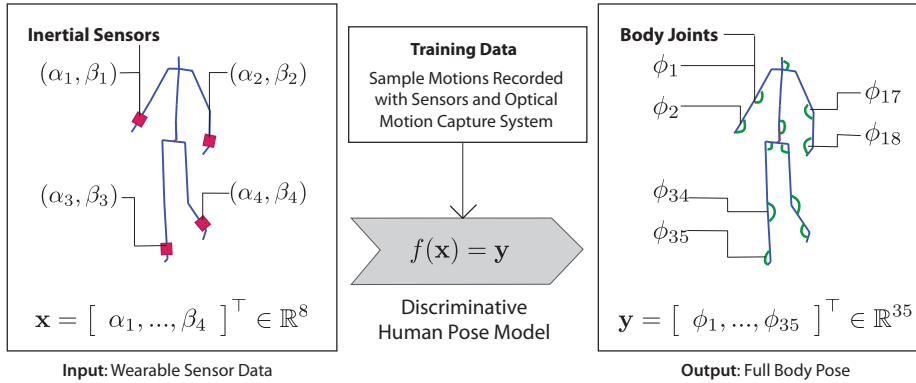 Inertial Sensors
(α₁, β₁)
(α₂, β₂)
(α₃, β₃)
(α₄, β₄)
x = [ α₁, ..., β₄ ]^⊤ ∈ ℝ⁸
Input: Wearable Sensor Data
Training Data
Sample Motions Recorded
with Sensors and Optical
Motion Capture System
f(x) = y
Discriminative
Human Pose Model
Body Joints
ϕ₁
ϕ₂
ϕ₁₇
ϕ₁₈
ϕ₃₄
ϕ₃₅
y = [ ϕ₁, ..., ϕ₃₅ ]^⊤ ∈ ℝ³⁵
Output: Full Body Pose